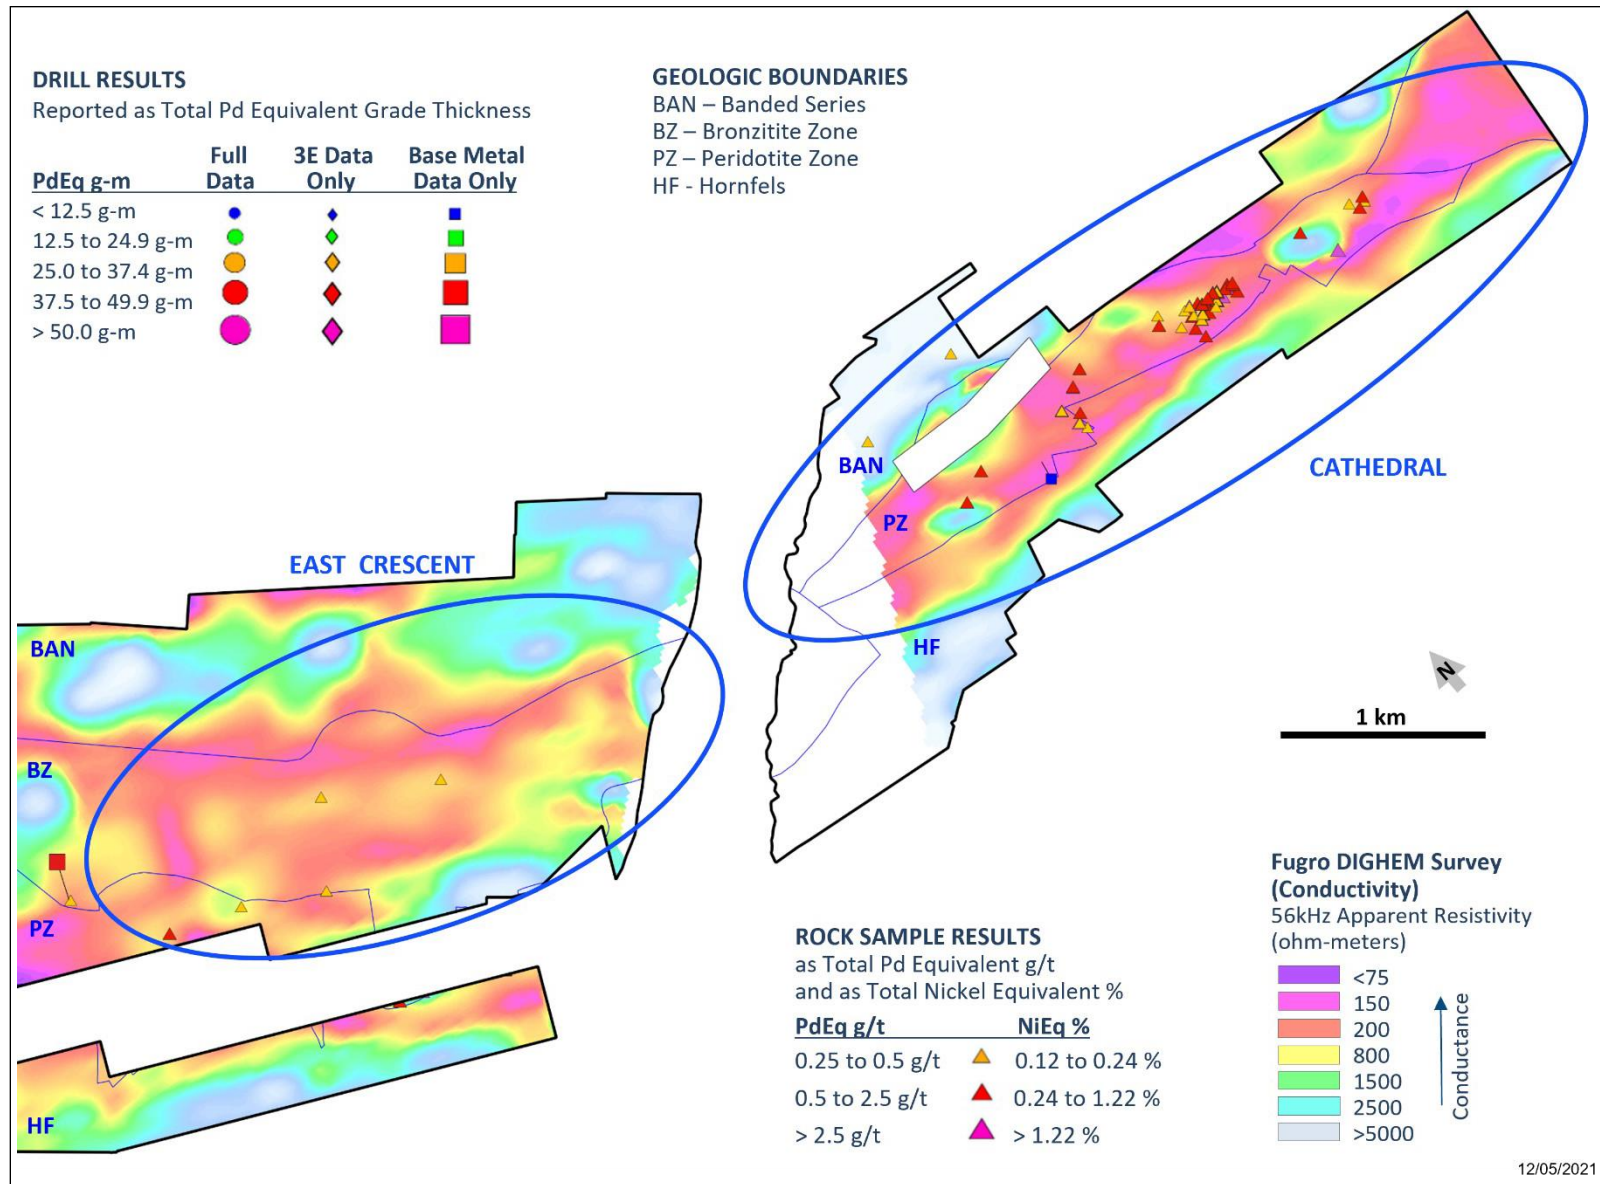 DRILL RESULTS
Reported as Total Pd Equivalent Grade Thickness
PdEq g-m
Full Data
3E Data Only
Base Metal Data Only
< 12.5 g-m
12.5 to 24.9 g-m
25.0 to 37.4 g-m
37.5 to 49.9 g-m
> 50.0 g-m
GEOLOGIC BOUNDARIES
BAN – Banded Series
BZ – Bronzitite Zone
PZ – Peridotite Zone
HF - Hornfels
BAN
PZ
HF
CATHEDRAL
EAST CRESCENT
BAN
BZ
PZ
HF
N
1 km
ROCK SAMPLE RESULTS
as Total Pd Equivalent g/t
and as Total Nickel Equivalent %
PdEq g/t NiEq %
0.25 to 0.5 g/t 0.12 to 0.24 %
0.5 to 2.5 g/t 0.24 to 1.22 %
> 2.5 g/t > 1.22 %
Fugro DIGHEM Survey
(Conductivity)
56kHz Apparent Resistivity
(ohm-meters)
<75
150
200
800
1500
2500
>5000
Conductance
12/05/2021